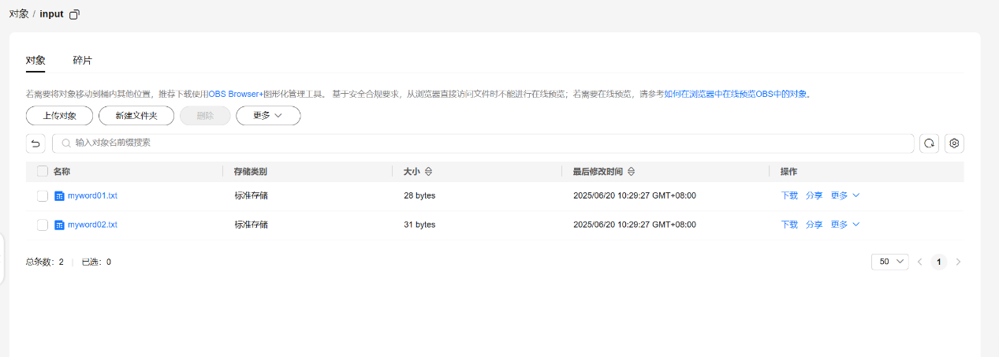 对象 / input
对象 碎片
若需要将对象移动到桶内其他位置，推荐下载使用OBS Browser+图形化管理工具。 基于安全合规要求，从浏览器直接访问文件时不能进行在线预览；若需要在线预览，请参考如何在浏览器中在线预览OBS中的对象。
上传对象 新建文件夹 删除 更多
输入对象名前缀搜索
名称 存储类别 大小 最后修改时间 操作
myword01.txt 标准存储 28 bytes 2025/06/20 10:29:27 GMT+08:00 下载 分享 更多
myword02.txt 标准存储 31 bytes 2025/06/20 10:29:27 GMT+08:00 下载 分享 更多
总条数：2 已选：0 50 1